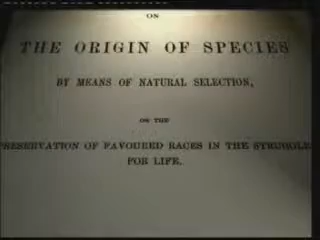 ON
THE ORIGIN OF SPECIES
BY MEANS OF NATURAL SELECTION,
OR THE
PRESERVATION OF FAVOURED RACES IN THE STRUGGLE
FOR LIFE.